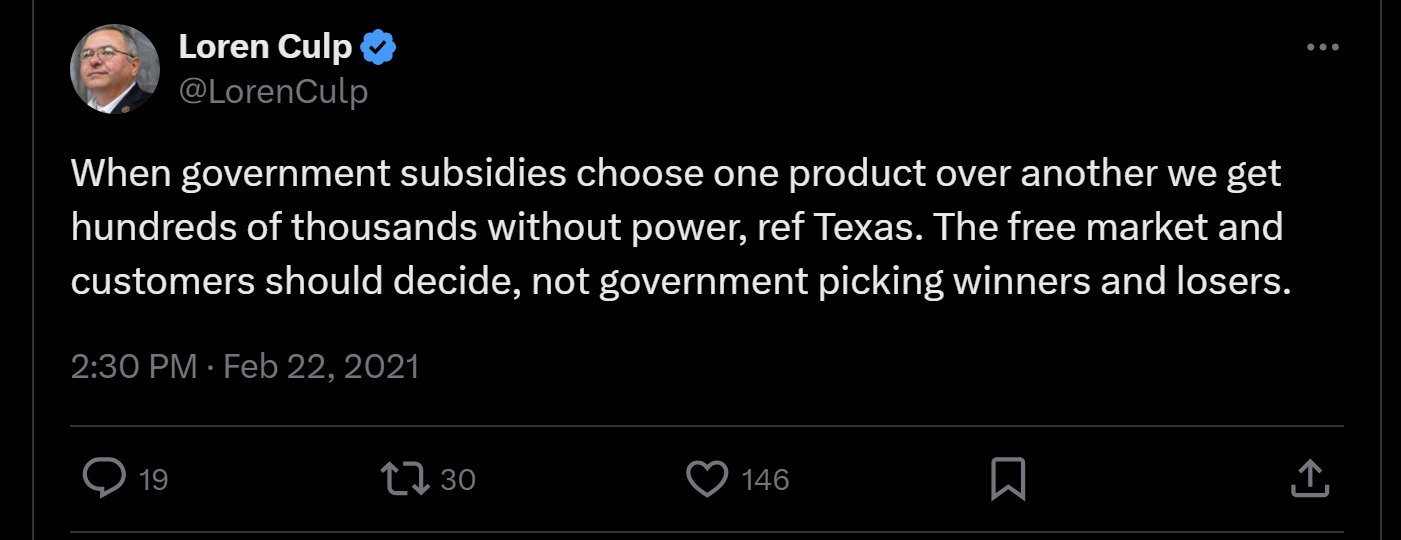 Loren Culp
@LorenCulp
When government subsidies choose one product over another we get
hundreds of thousands without power, ref Texas. The free market and
customers should decide, not government picking winners and losers.
2:30 PM · Feb 22, 2021
19 30 146